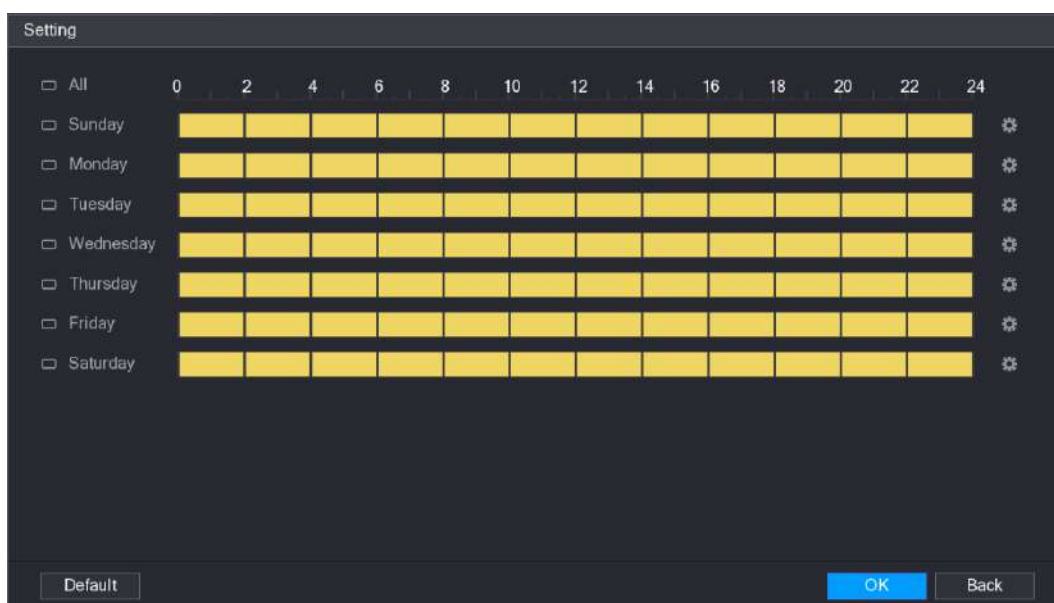 Setting
All 0 2 4 6 8 10 12 14 16 18 20 22 24
Sunday
Monday
Tuesday
Wednesday
Thursday
Friday
Saturday
Default OK Back